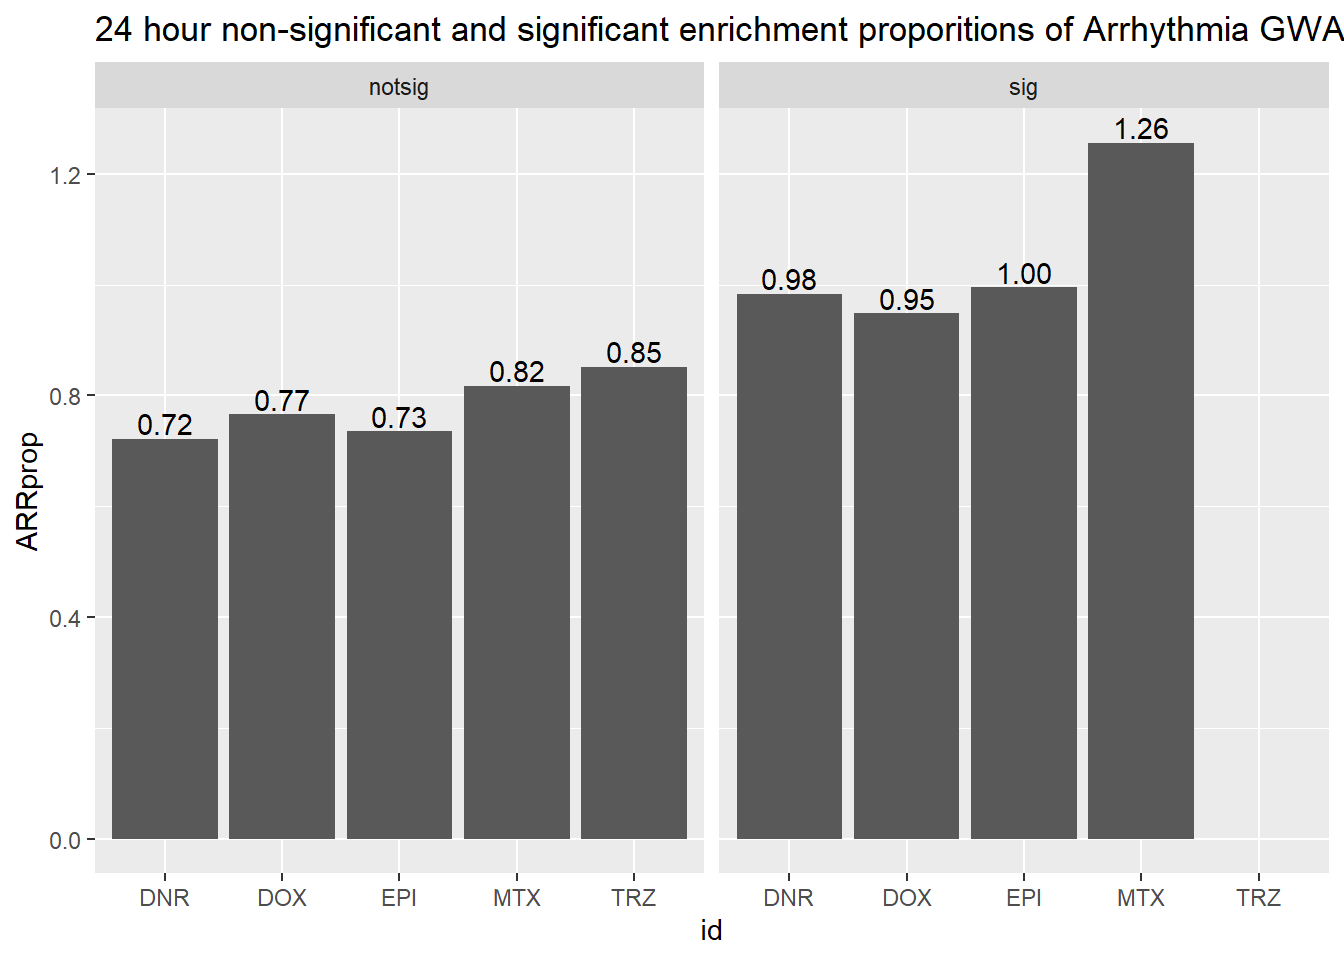 24 hour non-significant and significant enrichment proporitions of Arrhythmia GWA
notsig
sig
1.26
0.98
0.95
1.00
0.72
0.77
0.73
0.82
0.85
1.2
0.8
0.4
0.0
ARRprop
DNR DOX EPI MTX TRZ DNR DOX EPI MTX TRZ
id